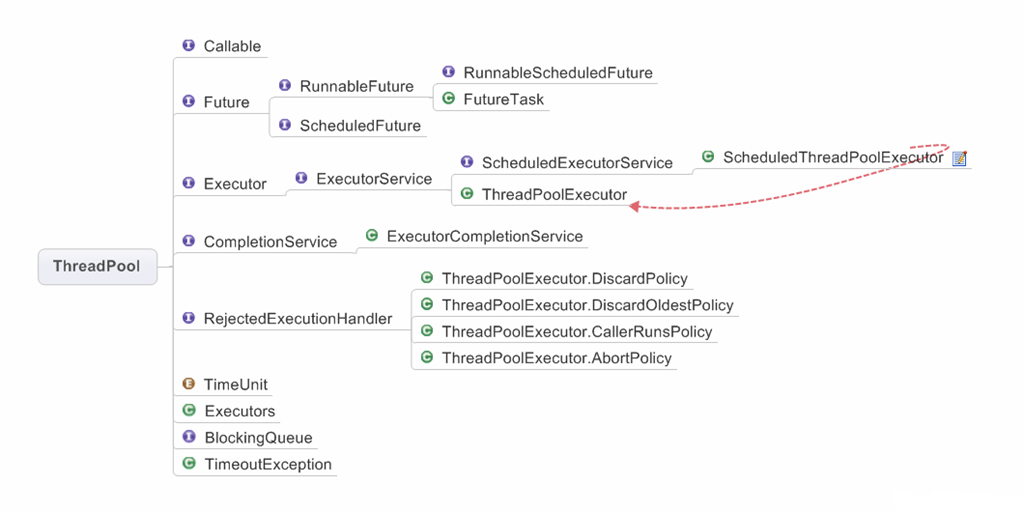 Callable
RunnableScheduledFuture
RunnableFuture
Future
FutureTask
ScheduledFuture
ScheduledThreadPoolExecutor
ScheduledExecutorService
ExecutorService
Executor
ThreadPoolExecutor
ExecutorCompletionService
CompletionService
ThreadPool
ThreadPoolExecutor.DiscardPolicy
ThreadPoolExecutor.DiscardOldestPolicy
RejectedExecutionHandler
ThreadPoolExecutor.CallerRunsPolicy
ThreadPoolExecutor.AbortPolicy
TimeUnit
Executors
BlockingQueue
TimeoutException